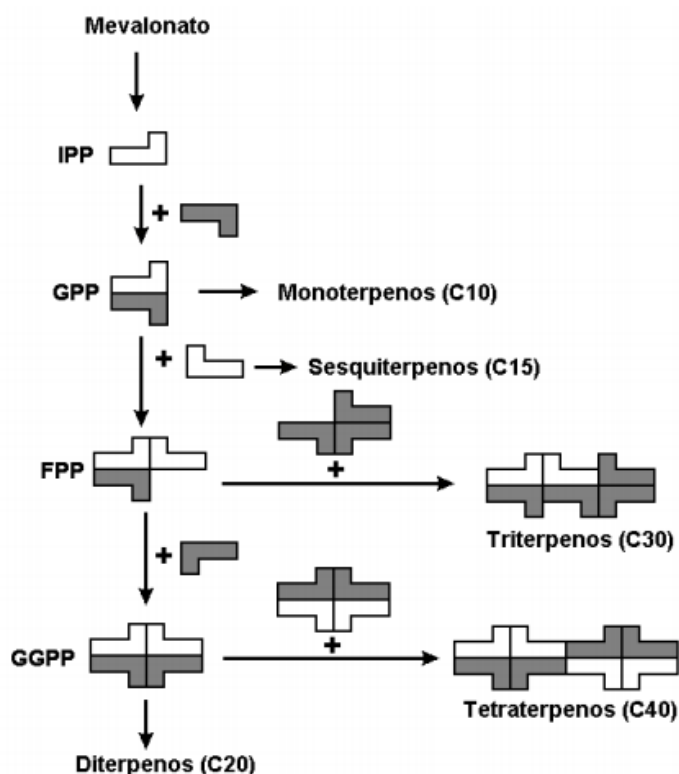 Mevalonato
IPP
+
GPP
Monoterpenos (C10)
+
Sesquiterpenos (C15)
FPP
+
Triterpenos (C30)
+
GGPP
+
Tetraterpenos (C40)
Diterpenos (C20)